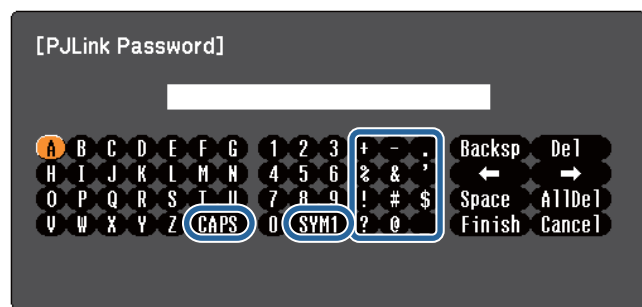 [PJLink Password]
A B C D E F G 1 2 3 + - . Backsp Del
H I J K L M N 4 5 6 % & ' ← →
O P Q R S T U 7 8 9 ! # $ Space AllDel
V W X Y Z CAPS 0 SYM1 ? @ Finish Cancel